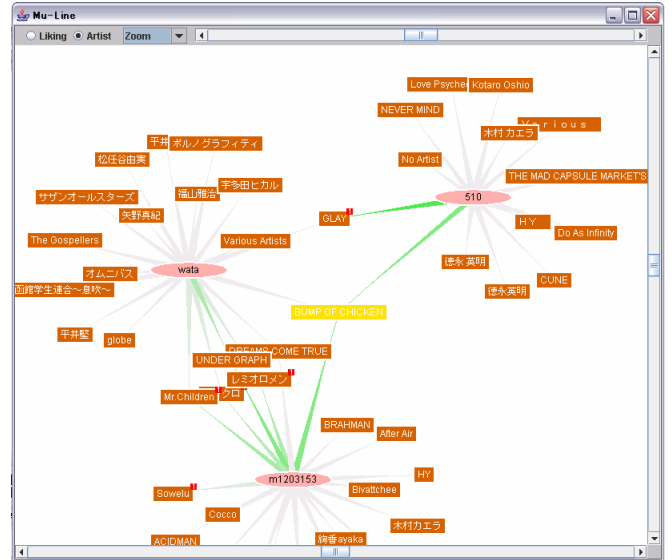 Mu-Line
Liking
Artist
Zoom
Love Psyche
Kotaro Oshio
NEVER MIND
Various
木村 カエラ
平井
ポルノグラフィティ
松任谷由実
No Artist
THE MAD CAPSULE MARKET'S
サザンオールスターズ
福山雅治
宇多田ヒカル
510
矢野真紀
GLAY
HY
Do As Infinity
The Gospellers
Various Artists
徳永 英明
オムニバス
wata
CUNE
函館学生連合～息吹～
徳永英明
BUMP OF CHICKEN
平井堅
globe
DREAMS COME TRUE
UNDER GRAPH
レミオロメン
Mr.Children
クロ
BRAHMAN
After Air
m1203153
HY
Sowelu
Bivattchee
Cocco
木村カエラ
ACIDMAN
絢香ayaka